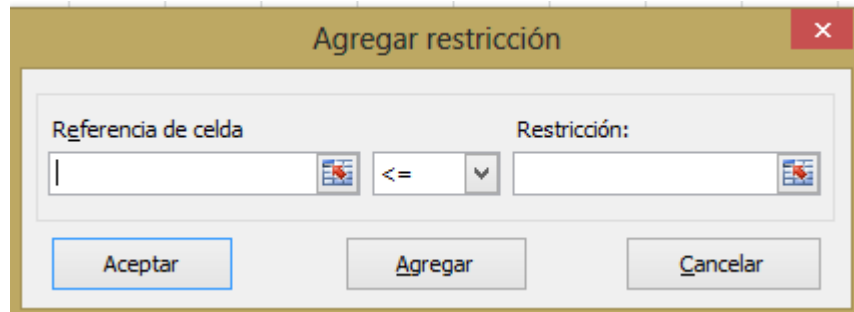 Agregar restricción
Referencia de celda Restricción:
<=
Aceptar Agregar Cancelar